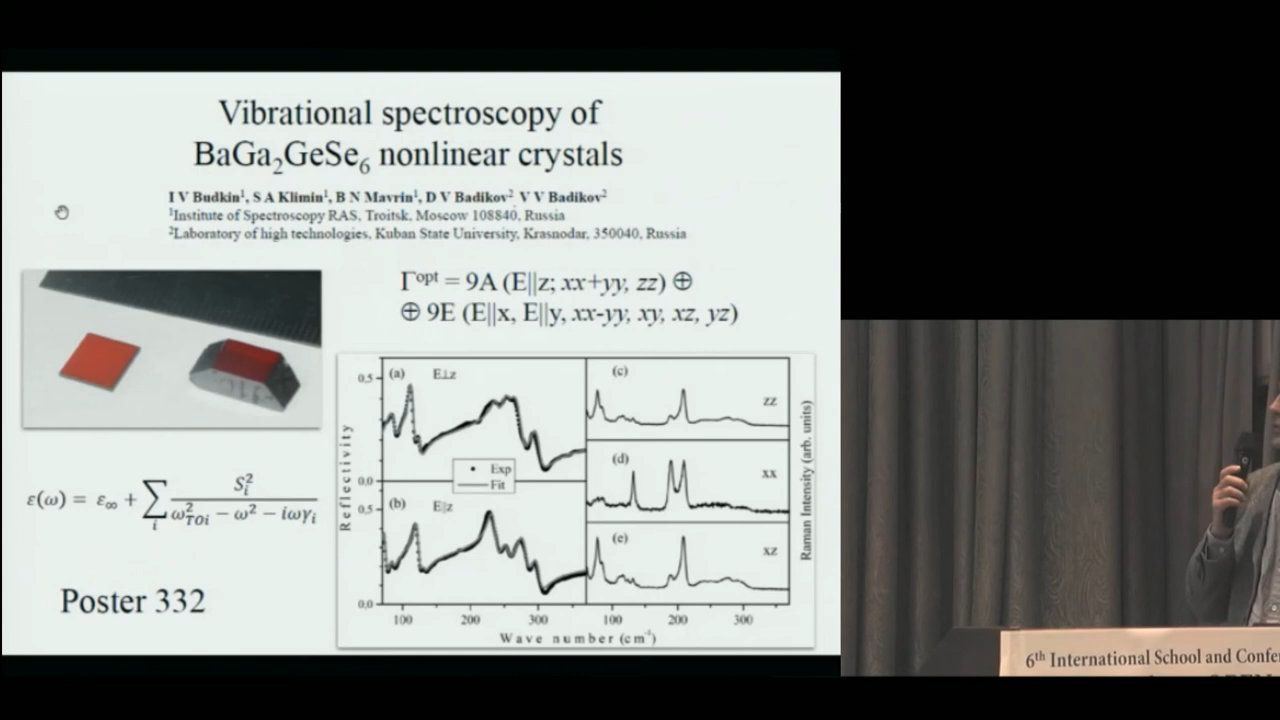 Vibrational spectroscopy of
BaGa₂GeSe₆ nonlinear crystals
I V Budkin¹, S A Klimin¹, B N Mavrin¹, D V Badikov² V V Badikov²
¹Institute of Spectroscopy RAS, Troitsk, Moscow 108840, Russia
²Laboratory of high technologies, Kuban State University, Krasnodar, 350040, Russia
Γᵒᵖᵗ = 9A (E||z; xx+yy, zz) ⊕
⊕ 9E (E||x, E||y, xx-yy, xy, xz, yz)
ε(ω) = ε∞ + ∑i S²i / ω²TOi − ω² − iωγi
Poster 332
Reflectivity
0.5
0.0
0.5
0.0
(a) E⊥z
Exp
Fit
(b) E||z
(c) zz
(d) xx
(e) xz
Raman Intensity (arb. units)
100 200 300 100 200 300
Wave number (cm⁻¹)
6th International School and Confe